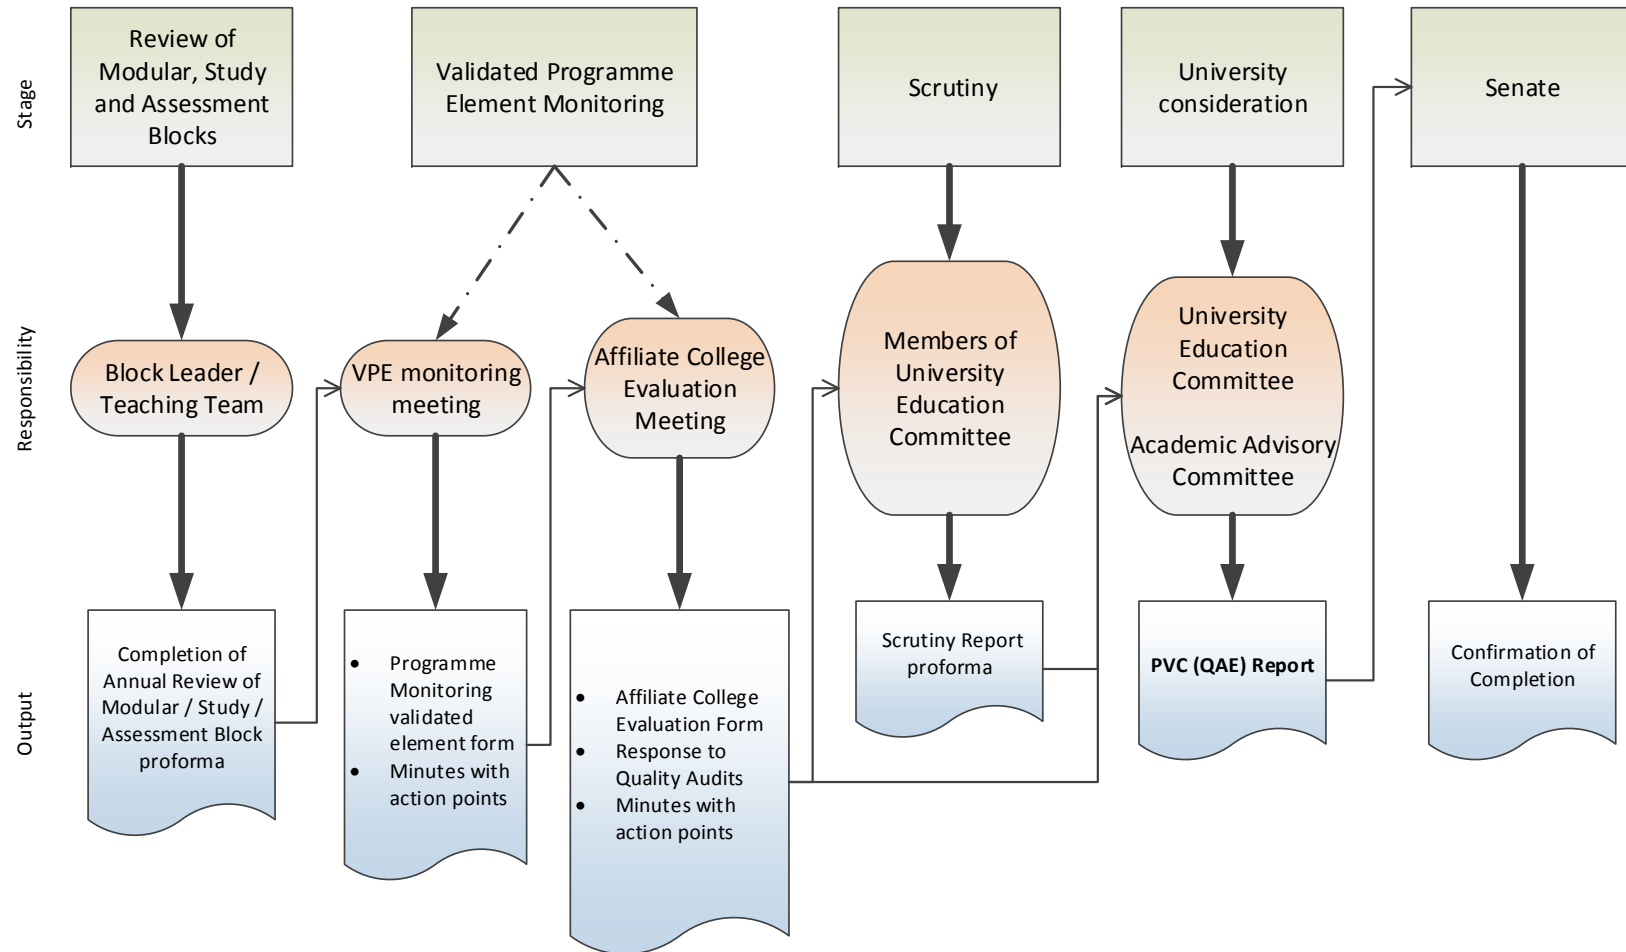 Stage
Review of
Modular, Study
and Assessment
Blocks
Validated Programme
Element Monitoring
Scrutiny
University
consideration
Senate
Responsibility
Block Leader /
Teaching Team
VPE monitoring
meeting
Affiliate College
Evaluation
Meeting
Members of
University
Education
Committee
University
Education
Committee
Academic Advisory
Committee
Output
Completion of
Annual Review of
Modular / Study /
Assessment Block
proforma
• Programme
Monitoring
validated
element form
• Minutes with
action points
• Affiliate College
Evaluation Form
• Response to
Quality Audits
• Minutes with
action points
Scrutiny Report
proforma
PVC (QAE) Report
Confirmation of
Completion